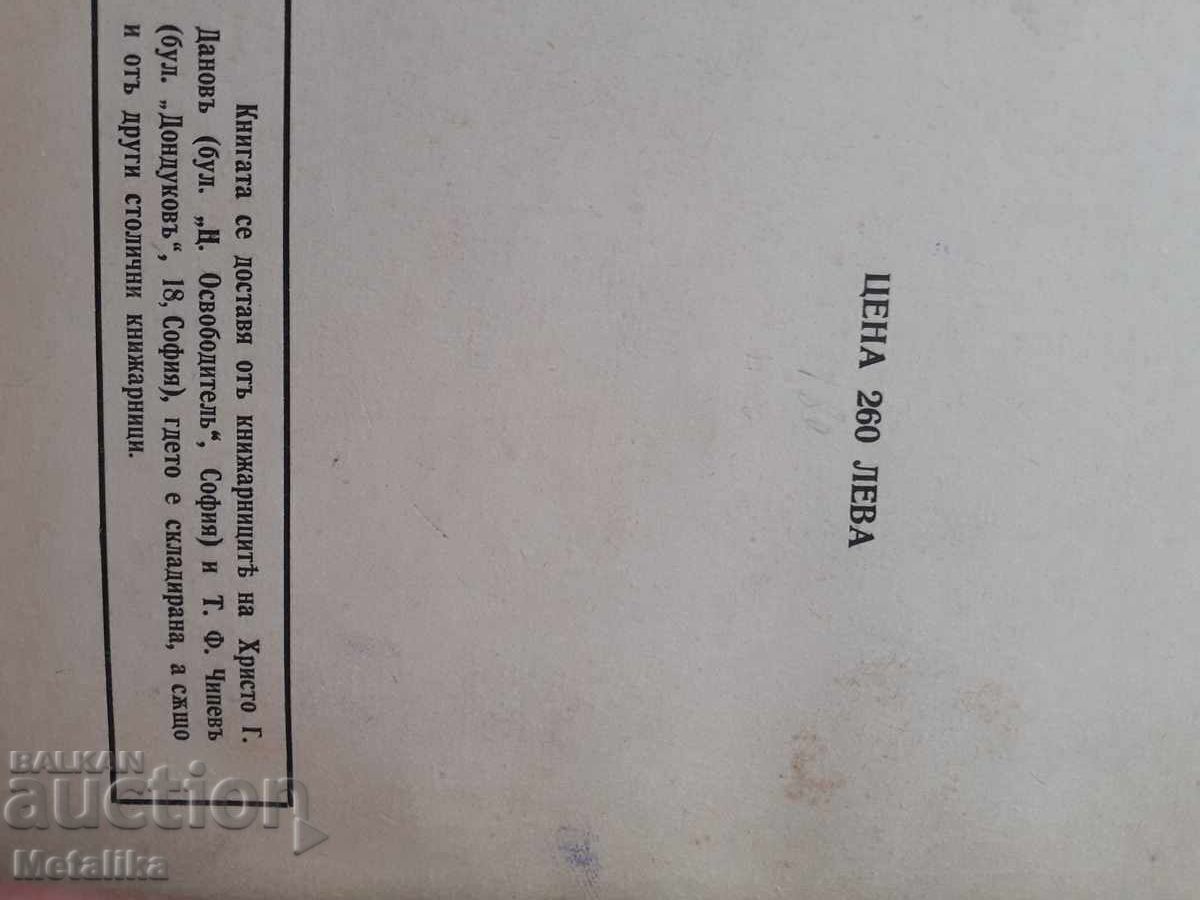 ЦЕНА 260 ЛЕВА
Книгата се доставя отъ книжарницитѣ на Христо Г.
Дановъ (бул. „Ц. Освободитель“, София) и Т. Ф. Чипевъ
(бул. „Дондуковъ“, 18, София), гдето е складирана, а сѫщо
и отъ други столични книжарници.
BALKAN
auction
Metalika